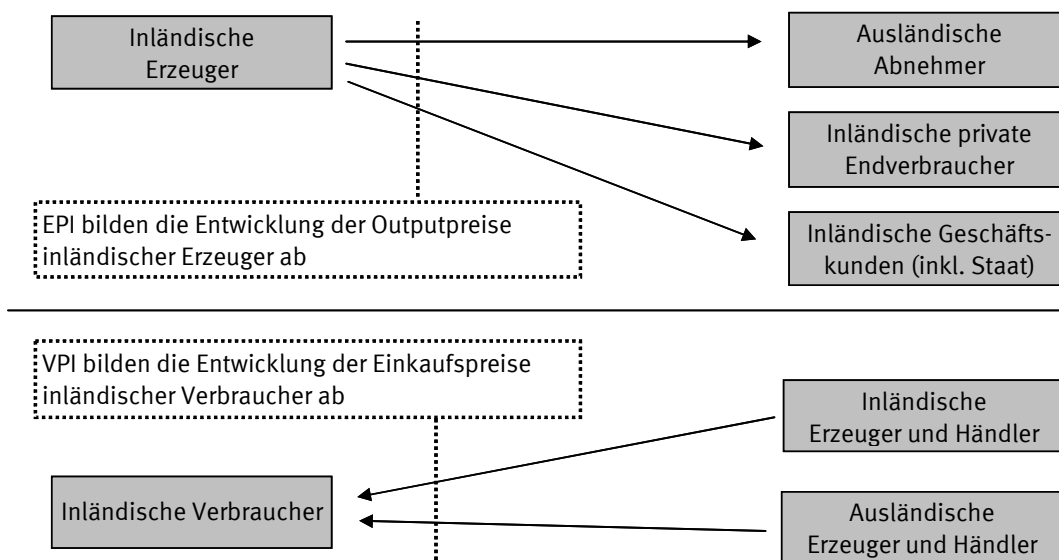 Inländische
Erzeuger
Ausländische
Abnehmer
Inländische private
Endverbraucher
EPI bilden die Entwicklung der Outputpreise
inländischer Erzeuger ab
Inländische Geschäfts-
kunden (inkl. Staat)
VPI bilden die Entwicklung der Einkaufspreise
inländischer Verbraucher ab
Inländische
Erzeuger und Händler
Inländische Verbraucher
Ausländische
Erzeuger und Händler